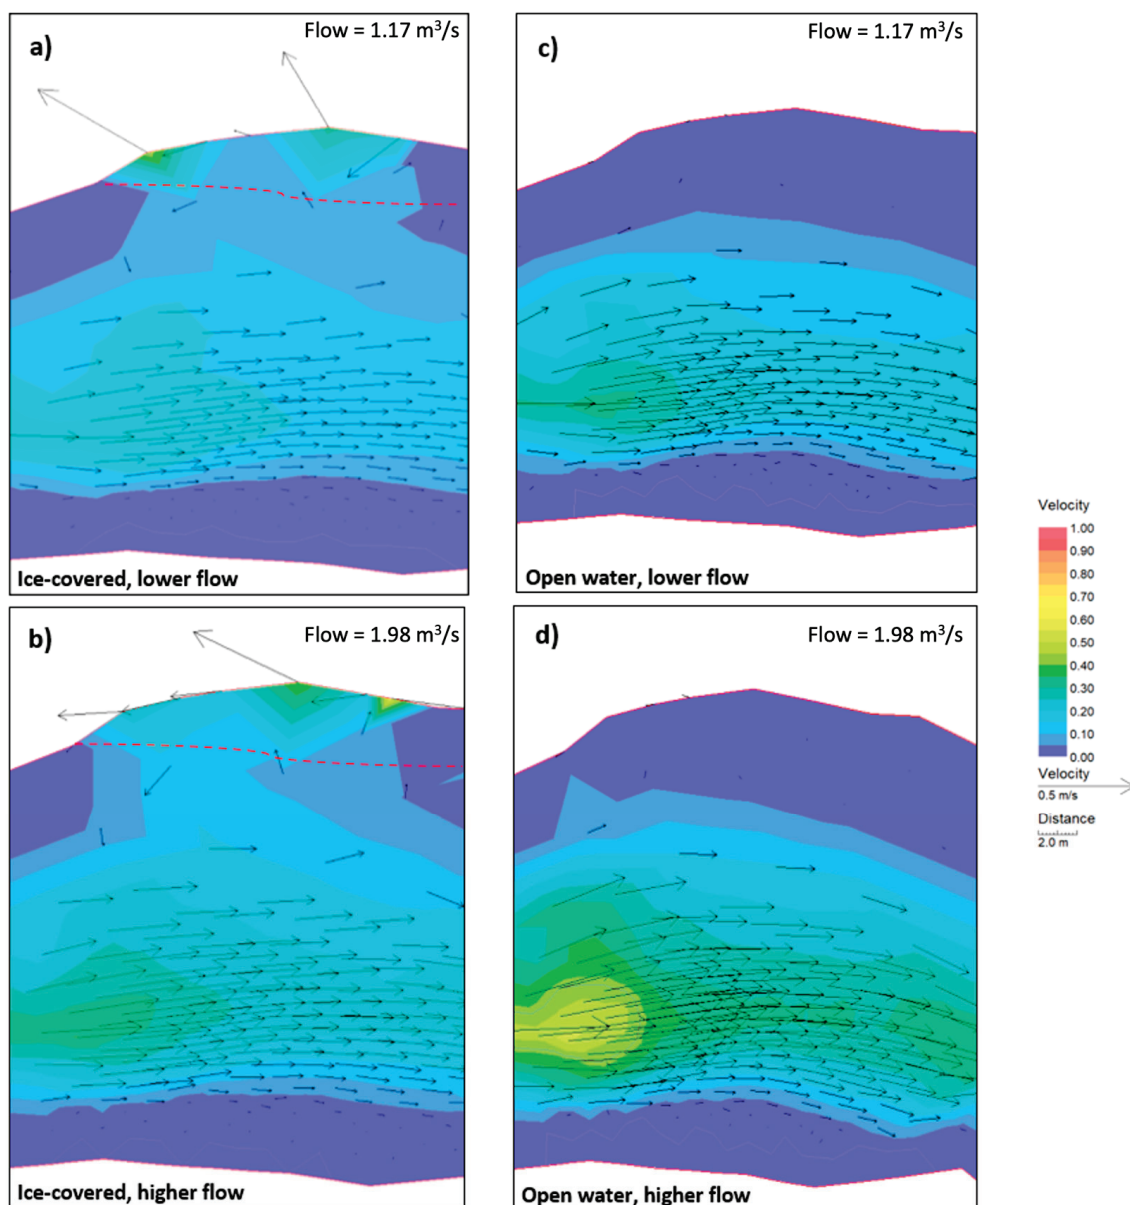 a)
Flow = 1.17 m³/s
Ice-covered, lower flow
c)
Flow = 1.17 m³/s
Open water, lower flow
b)
Flow = 1.98 m³/s
Ice-covered, higher flow
d)
Flow = 1.98 m³/s
Open water, higher flow
Velocity
1.00
0.90
0.80
0.70
0.60
0.50
0.40
0.30
0.20
0.10
0.00
Velocity
0.5 m/s
Distance
2.0 m